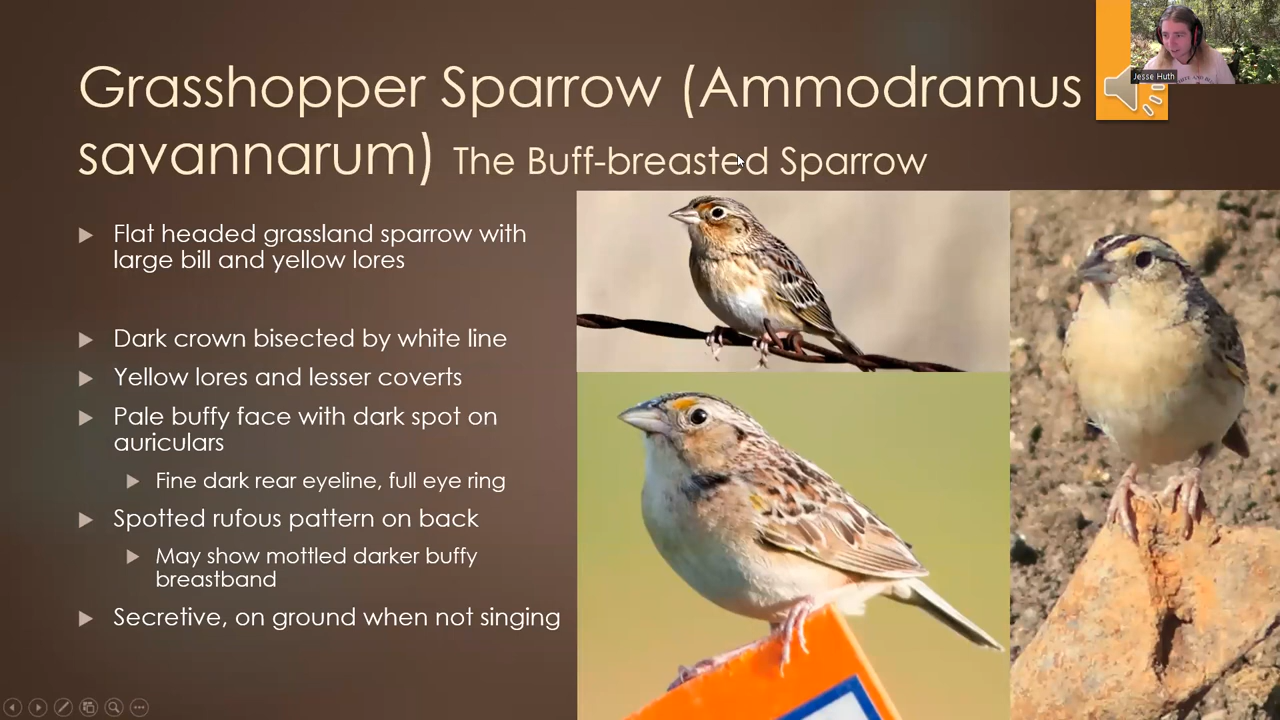 Grasshopper Sparrow (Ammodramus
savannarum) The Buff-breasted Sparrow
Jesse Huth
Flat headed grassland sparrow with
large bill and yellow lores
Dark crown bisected by white line
Yellow lores and lesser coverts
Pale buffy face with dark spot on
auriculars
Fine dark rear eyeline, full eye ring
Spotted rufous pattern on back
May show mottled darker buffy
breastband
Secretive, on ground when not singing